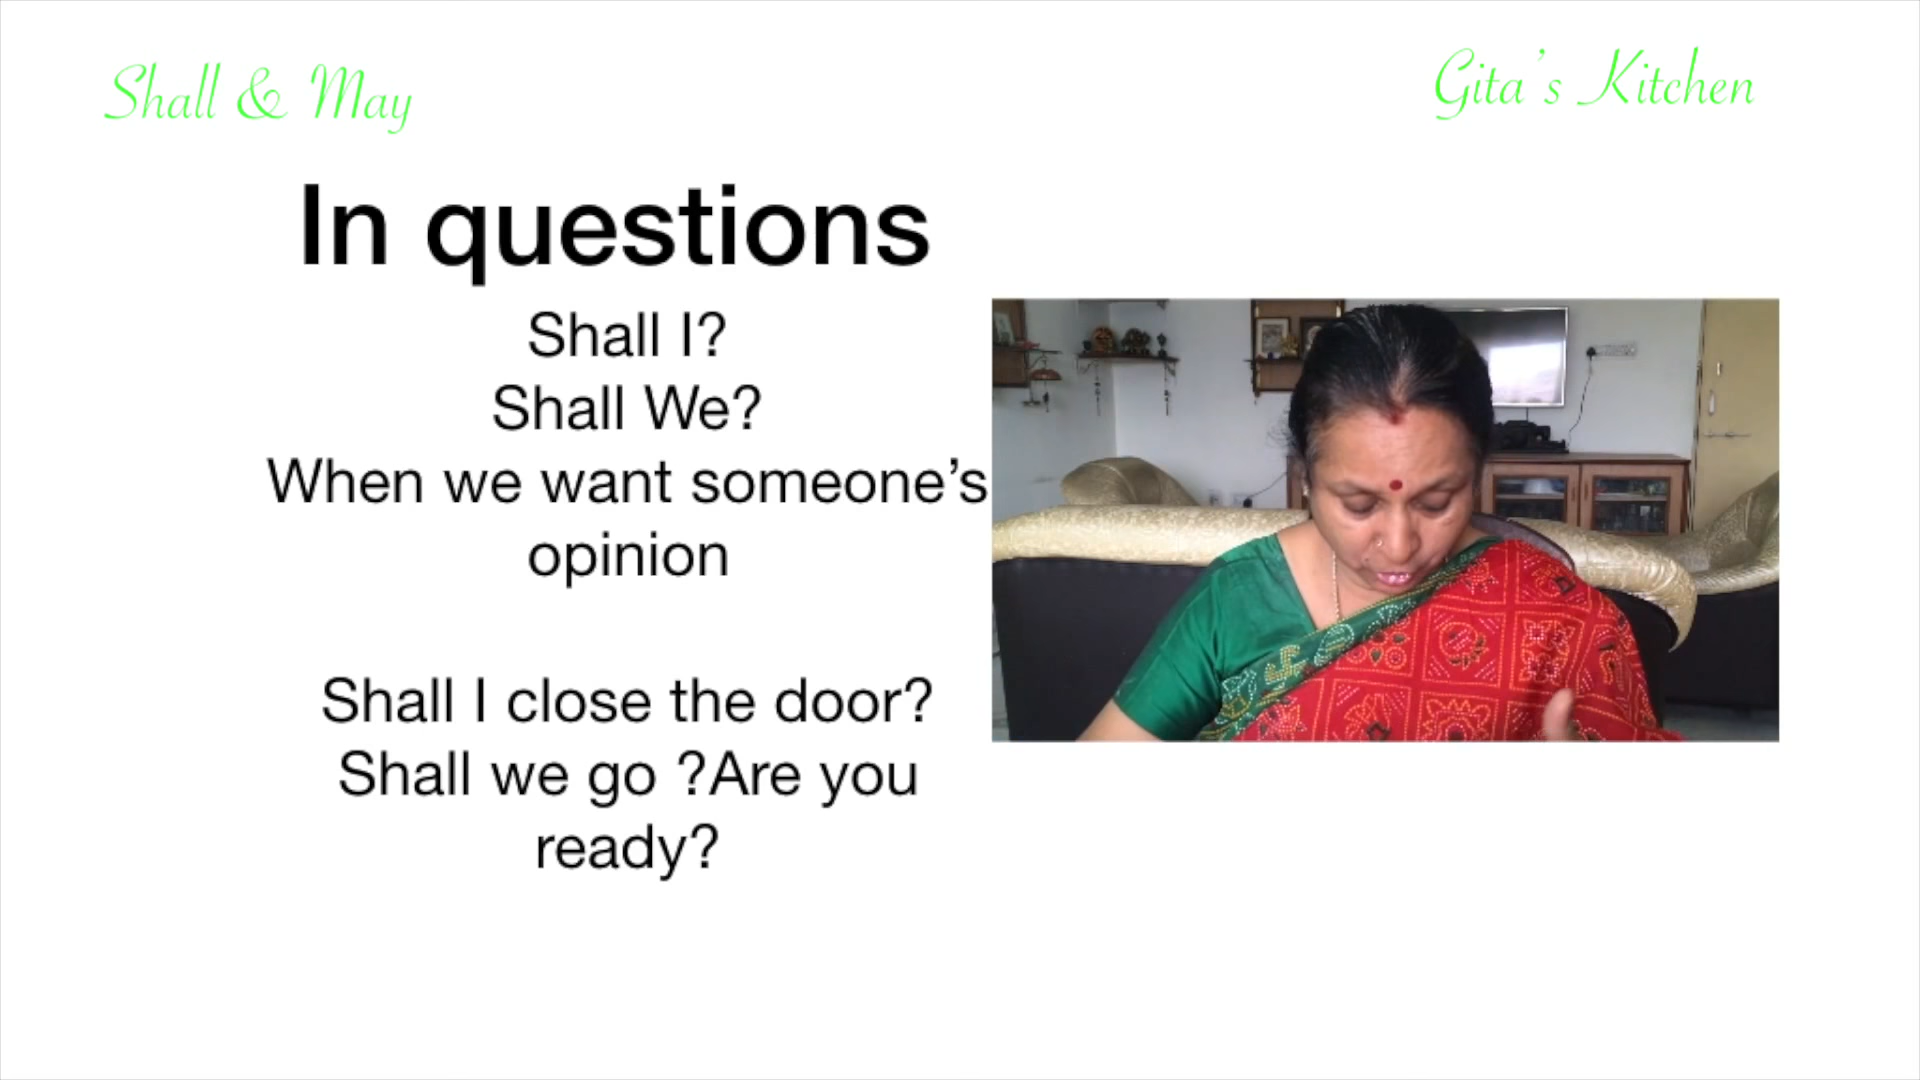 Shall & May
Gita's Kitchen
In questions
Shall I?
Shall We?
When we want someone’s
opinion
Shall I close the door?
Shall we go ?Are you
ready?